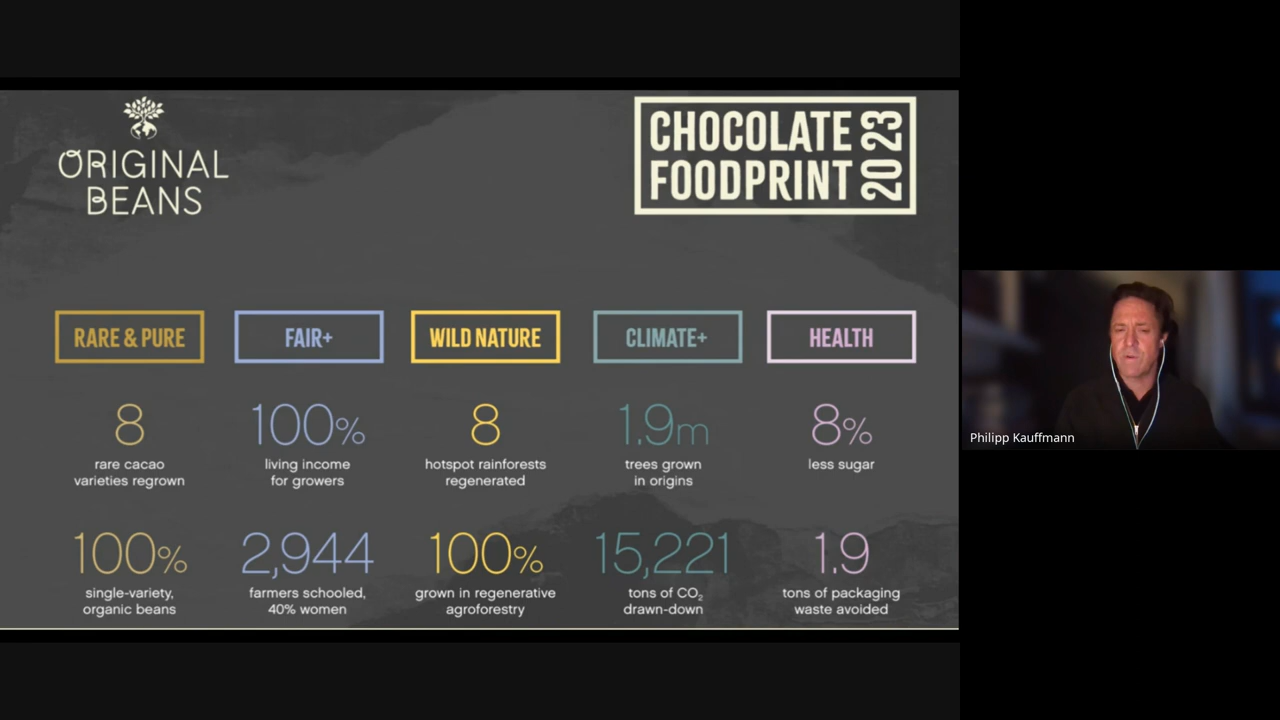 ORIGINAL
BEANS
CHOCOLATE
FOODPRINT
2023
RARE & PURE
FAIR+
WILD NATURE
CLIMATE+
HEALTH
8
rare cacao
varieties regrown
100%
living income
for growers
8
hotspot rainforests
regenerated
1.9m
trees grown
in origins
8%
less sugar
100%
single-variety,
organic beans
2,944
farmers schooled,
40% women
100%
grown in regenerative
agroforestry
15,221
tons of CO₂
drawn-down
1.9
tons of packaging
waste avoided
Philipp Kauffmann